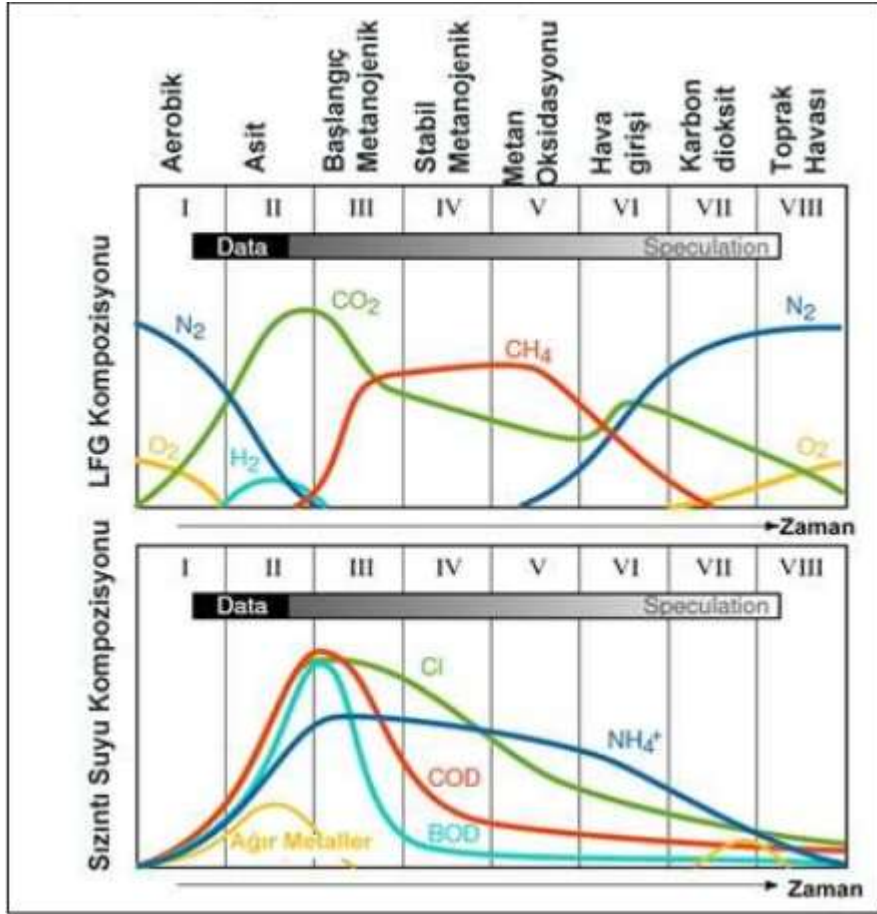 Aerobik
Asit
Başlangıç
Metanojenik
Stabil
Metanojenik
Metan
Oksidasyonu
Hava
girişi
Karbon
dioksit
Toprak
Havası
LFG Kompozisyonu
I II III IV V VI VII VIII
Data Speculation
N₂ CO₂ CH₄ N₂
O₂ H₂ O₂
Zaman
Sızıntı Suyu Kompozisyonu
I II III IV V VI VII VIII
Data Speculation
Cl
NH₄⁺
COD
Ağır Metaller BOD
Zaman